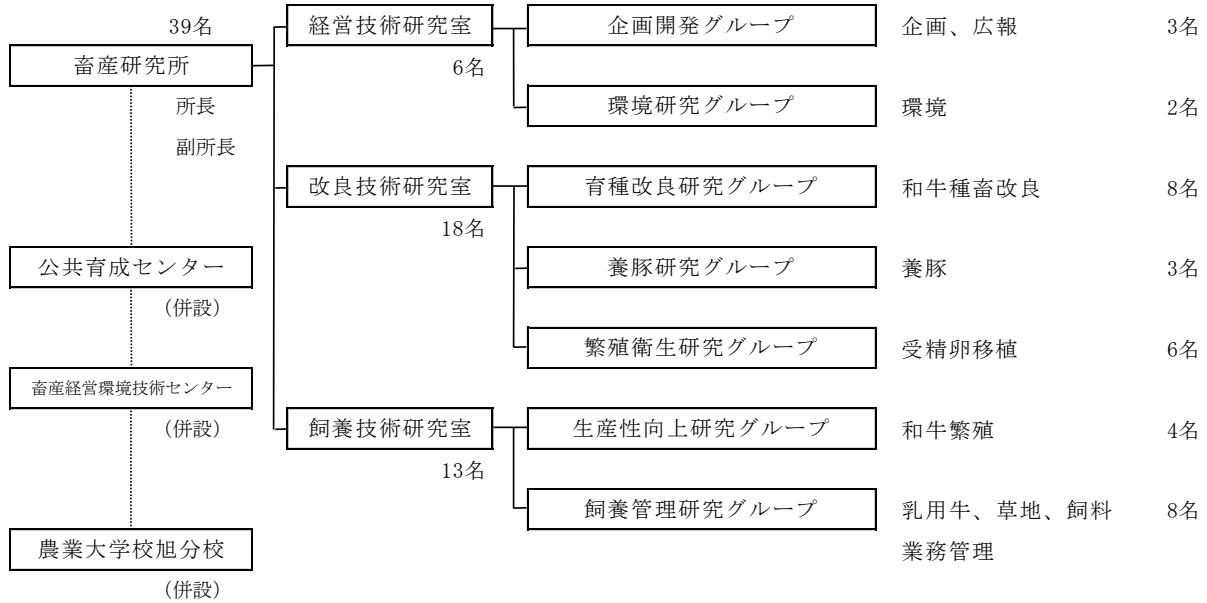 39名
畜産研究所
所長
副所長
公共育成センター
（併設）
畜産経営環境技術センター
（併設）
農業大学校旭分校
（併設）
経営技術研究室
6名
企画開発グループ 企画、広報 3名
環境研究グループ 環境 2名
改良技術研究室
18名
育種改良研究グループ 和牛種畜改良 8名
養豚研究グループ 養豚 3名
繁殖衛生研究グループ 受精卵移植 6名
飼養技術研究室
13名
生産性向上研究グループ 和牛繁殖 4名
飼養管理研究グループ 乳用牛、草地、飼料 8名
業務管理